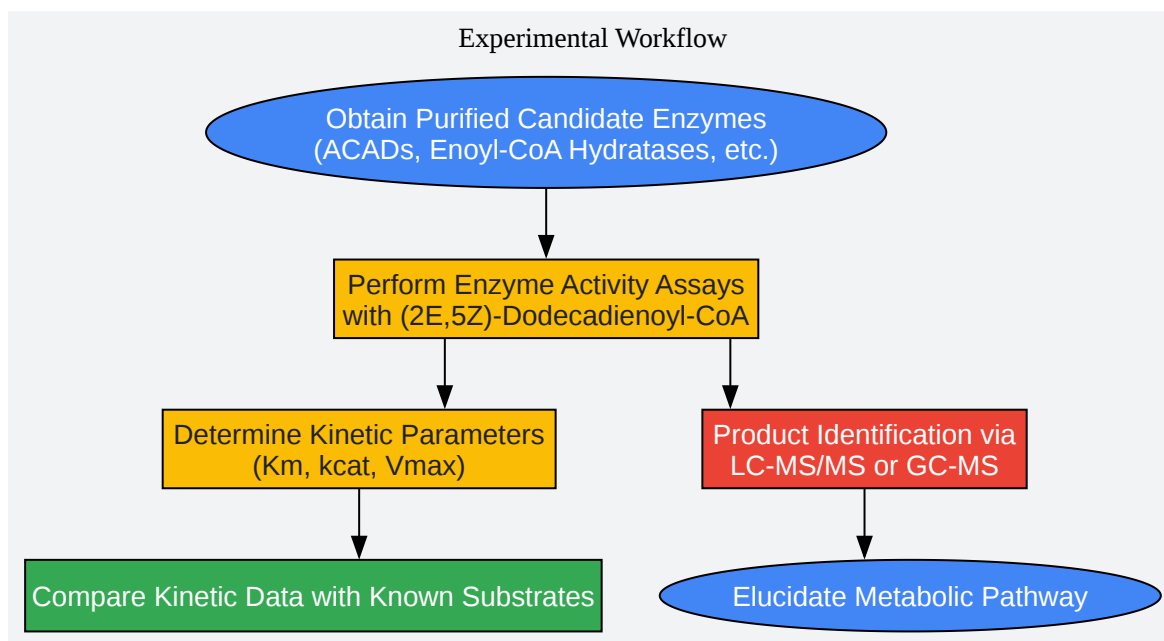 Experimental Workflow
Obtain Purified Candidate Enzymes
(ACADs, Enoyl-CoA Hydratases, etc.)
Perform Enzyme Activity Assays
with (2E,5Z)-Dodecadienoyl-CoA
Determine Kinetic Parameters
(Km, kcat, Vmax)
Product Identification via
LC-MS/MS or GC-MS
Compare Kinetic Data with Known Substrates
Elucidate Metabolic Pathway